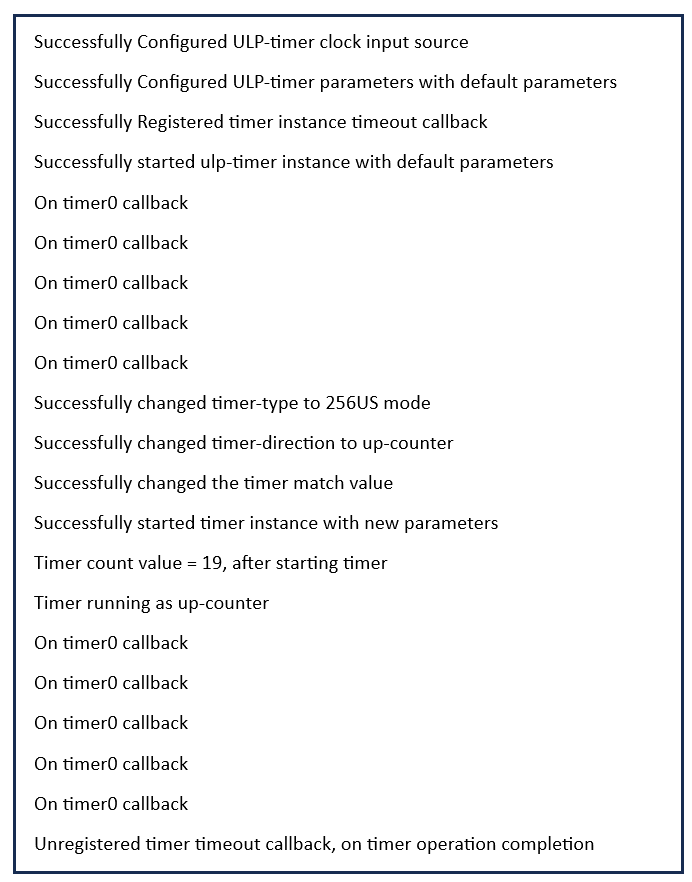 Successfully Configured ULP-timer clock input source
Successfully Configured ULP-timer parameters with default parameters
Successfully Registered timer instance timeout callback
Successfully started ulp-timer instance with default parameters
On timer0 callback
On timer0 callback
On timer0 callback
On timer0 callback
On timer0 callback
Successfully changed timer-type to 256US mode
Successfully changed timer-direction to up-counter
Successfully changed the timer match value
Successfully started timer instance with new parameters
Timer count value = 19, after starting timer
Timer running as up-counter
On timer0 callback
On timer0 callback
On timer0 callback
On timer0 callback
On timer0 callback
Unregistered timer timeout callback, on timer operation completion